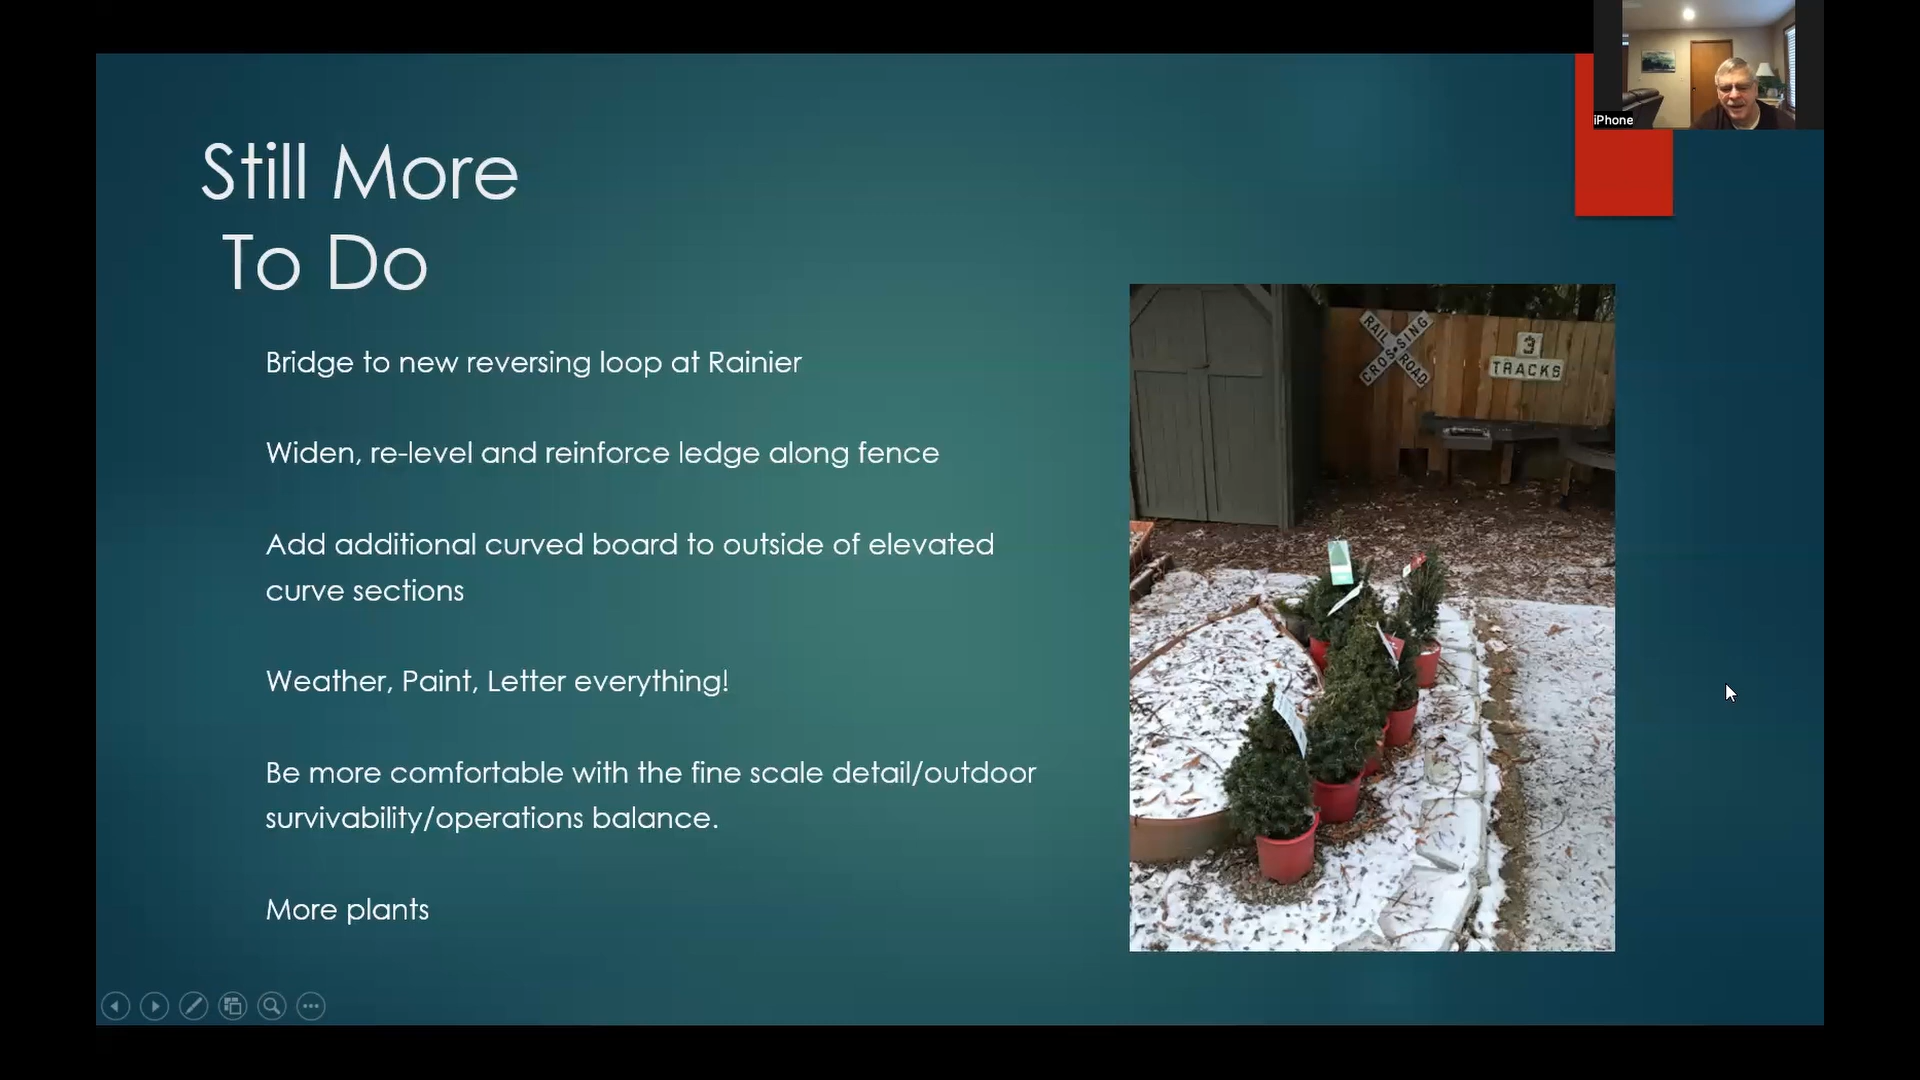 iPhone
Still More
To Do
Bridge to new reversing loop at Rainier
Widen, re-level and reinforce ledge along fence
Add additional curved board to outside of elevated
curve sections
Weather, Paint, Letter everything!
Be more comfortable with the fine scale detail/outdoor
survivability/operations balance.
More plants
RAIL ROAD
CROSSING
3
TRACKS